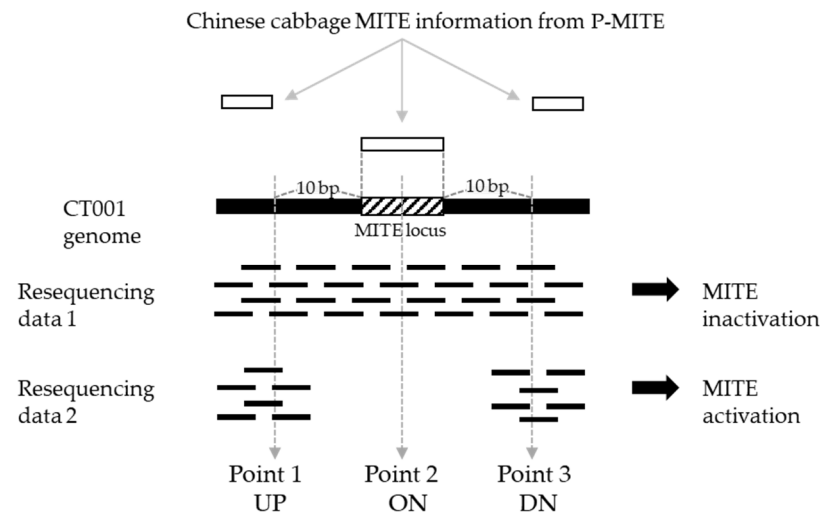 Chinese cabbage MITE information from P-MITE
10 bp
10 bp
CT001
genome
MITE locus
Resequencing
data 1
MITE
inactivation
Resequencing
data 2
MITE
activation
Point 1
UP
Point 2
ON
Point 3
DN